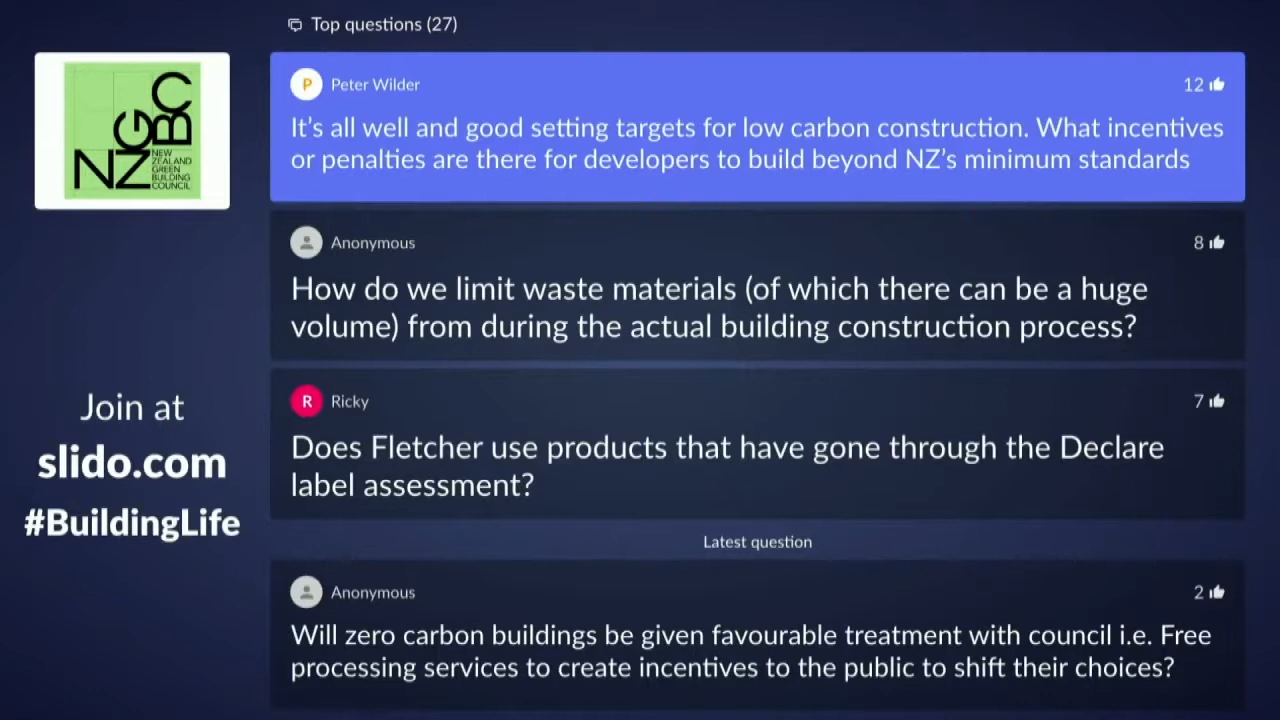 Top questions (27)
NZGBC
NEW
ZEALAND
GREEN
BUILDING
COUNCIL
P Peter Wilder 12
It's all well and good setting targets for low carbon construction. What incentives
or penalties are there for developers to build beyond NZ's minimum standards
Anonymous 8
How do we limit waste materials (of which there can be a huge
volume) from during the actual building construction process?
R Ricky 7
Does Fletcher use products that have gone through the Declare
label assessment?
Join at
slido.com
#BuildingLife
Latest question
Anonymous 2
Will zero carbon buildings be given favourable treatment with council i.e. Free
processing services to create incentives to the public to shift their choices?